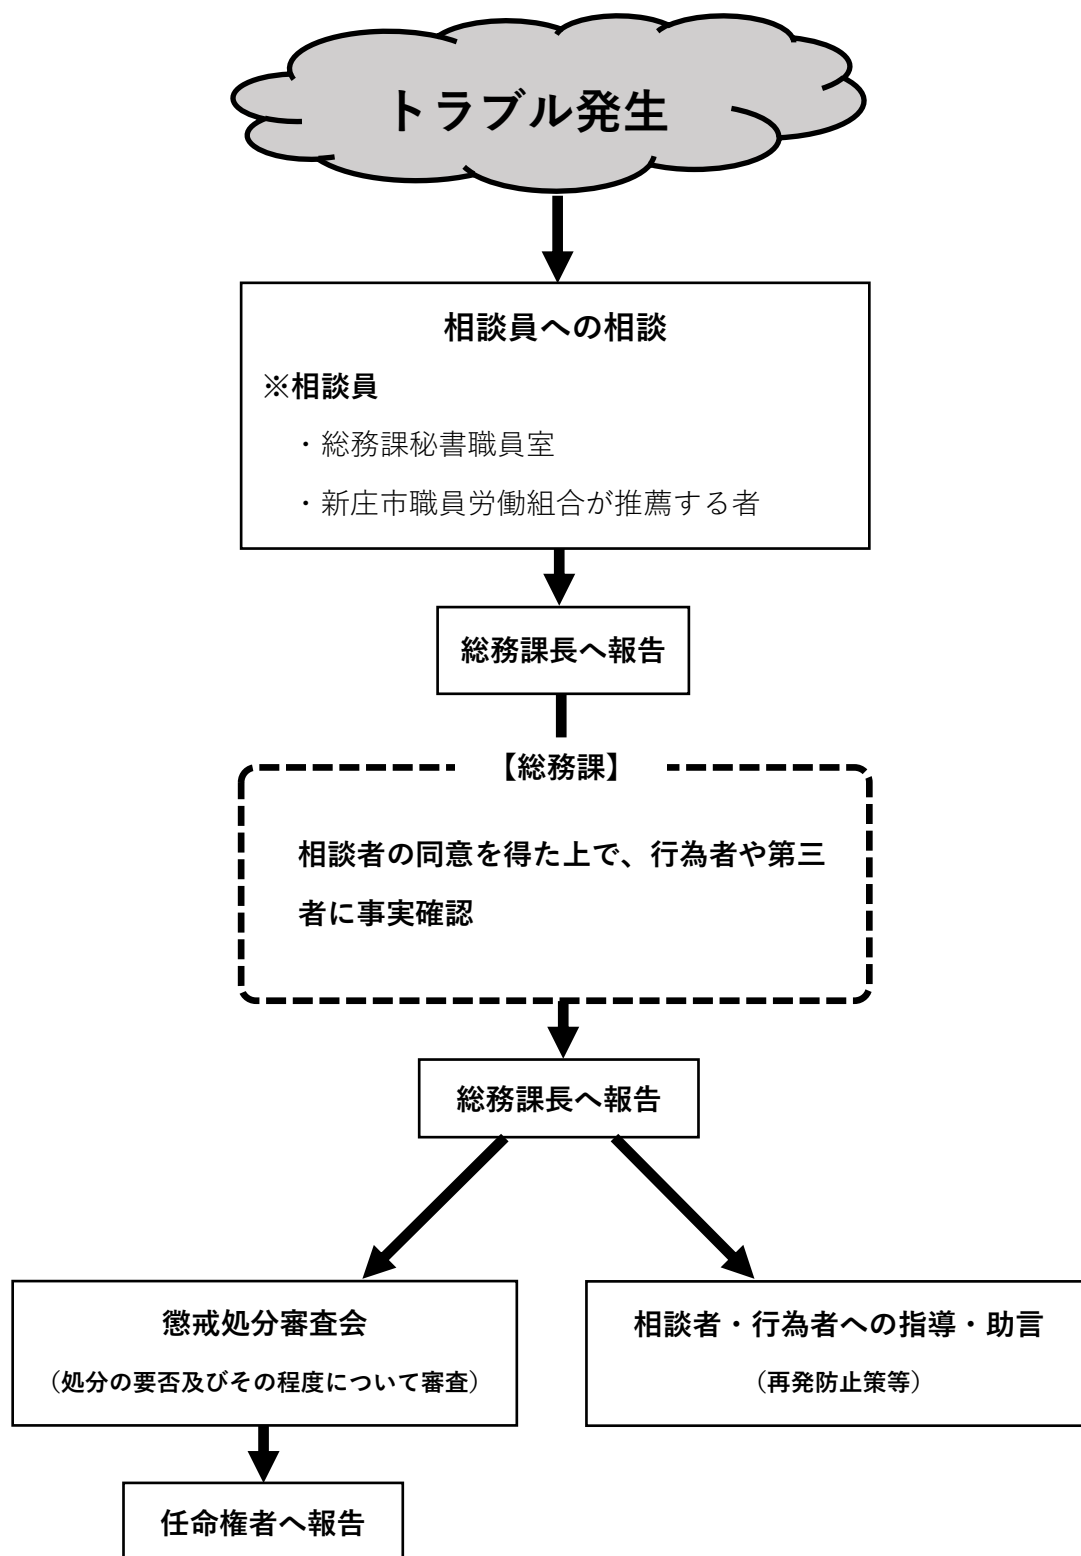 トラブル発生
相談員への相談
※相談員
・総務課秘書職員室
・新庄市職員労働組合が推薦する者
総務課長へ報告
【総務課】
相談者の同意を得た上で、行為者や第三
者に事実確認
総務課長へ報告
懲戒処分審査会
（処分の要否及びその程度について審査）
相談者・行為者への指導・助言
（再発防止策等）
任命権者へ報告